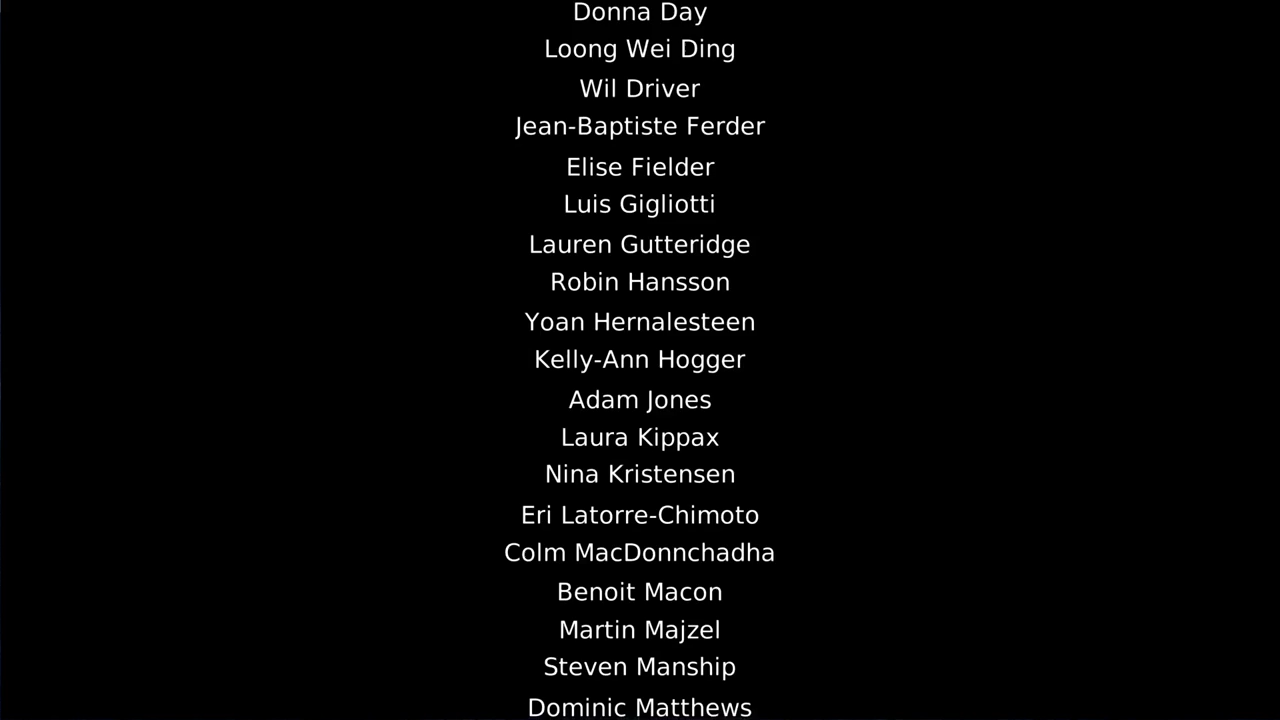 Donna Day
Loong Wei Ding
Wil Driver
Jean-Baptiste Ferder
Elise Fielder
Luis Gigliotti
Lauren Gutteridge
Robin Hansson
Yoan Hernalesteen
Kelly-Ann Hogger
Adam Jones
Laura Kippax
Nina Kristensen
Eri Latorre-Chimoto
Colm MacDonnchadha
Benoit Macon
Martin Majzel
Steven Manship
Dominic Matthews